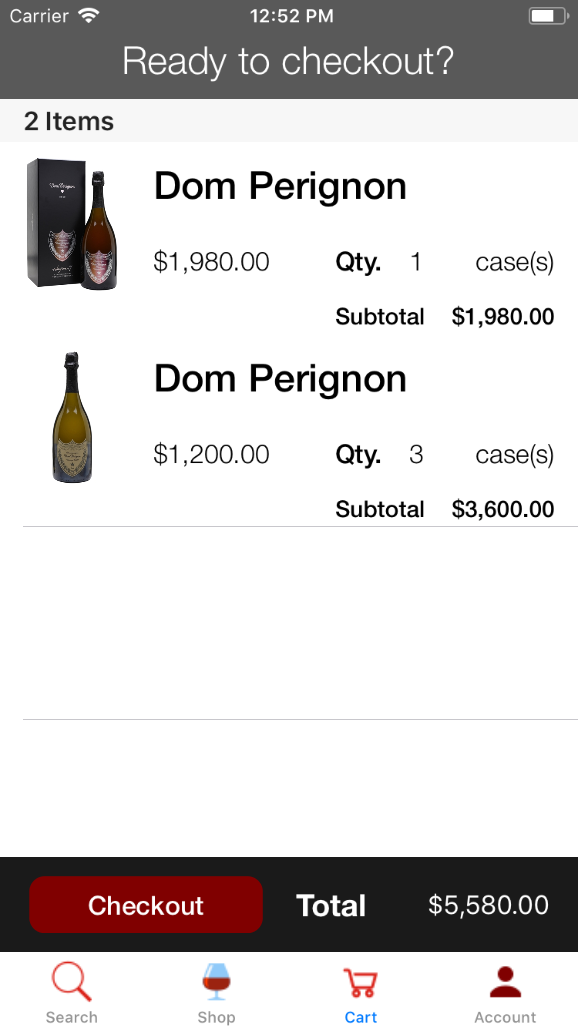 Carrier 12:52 PM
Ready to checkout?
2 Items
Dom Perignon
$1,980.00 Qty. 1 case(s)
Subtotal $1,980.00
Dom Perignon
$1,200.00 Qty. 3 case(s)
Subtotal $3,600.00
Checkout Total $5,580.00
Search Shop Cart Account